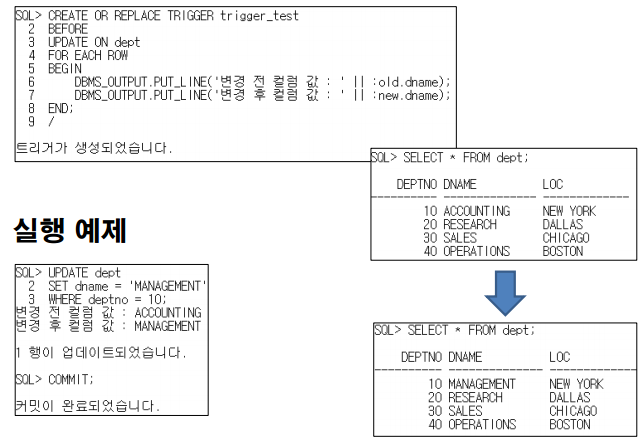 SQL> CREATE OR REPLACE TRIGGER trigger_test
2 BEFORE
3 UPDATE ON dept
4 FOR EACH ROW
5 BEGIN
6 DBMS_OUTPUT.PUT_LINE('변경 전 컬럼 값 : ' || :old.dname);
7 DBMS_OUTPUT.PUT_LINE('변경 후 컬럼 값 : ' || :new.dname);
8 END;
9 /
트리거가 생성되었습니다.
SQL> SELECT * FROM dept;
DEPTNO DNAME LOC
---------- -------------- -------------
10 ACCOUNTING NEW YORK
20 RESEARCH DALLAS
30 SALES CHICAGO
40 OPERATIONS BOSTON
실행 예제
SQL> UPDATE dept
2 SET dname = 'MANAGEMENT'
3 WHERE deptno = 10;
변경 전 컬럼 값 : ACCOUNTING
변경 후 컬럼 값 : MANAGEMENT
1 행이 업데이트되었습니다.
SQL> COMMIT;
커밋이 완료되었습니다.
SQL> SELECT * FROM dept;
DEPTNO DNAME LOC
---------- -------------- -------------
10 MANAGEMENT NEW YORK
20 RESEARCH DALLAS
30 SALES CHICAGO
40 OPERATIONS BOSTON